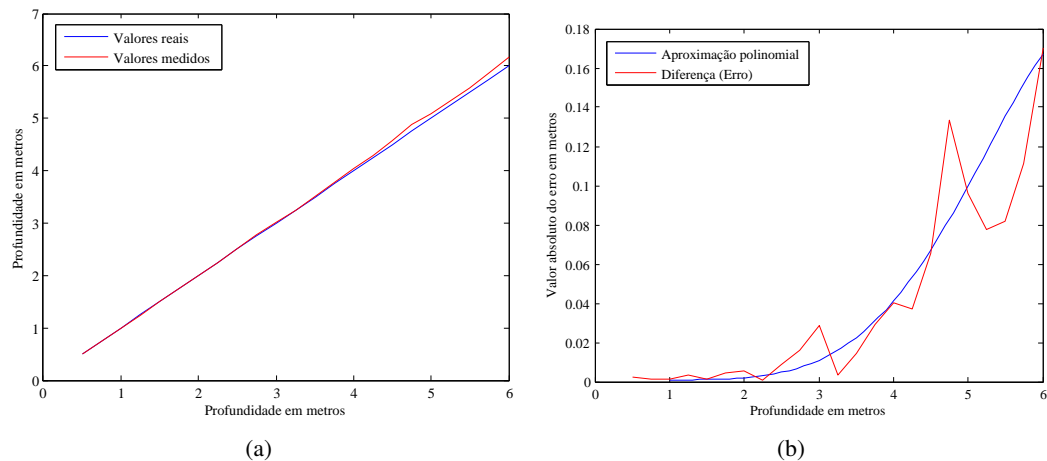 7
6
5
4
3
2
1
0
Profundidade em metros
Valores reais
Valores medidos
0 1 2 3 4 5 6
Profundidade em metros
(a)
0.18
0.16
0.14
0.12
0.1
0.08
0.06
0.04
0.02
0
Valor absoluto do erro em metros
Aproximação polinomial
Diferença (Erro)
0 1 2 3 4 5 6
Profundidade em metros
(b)